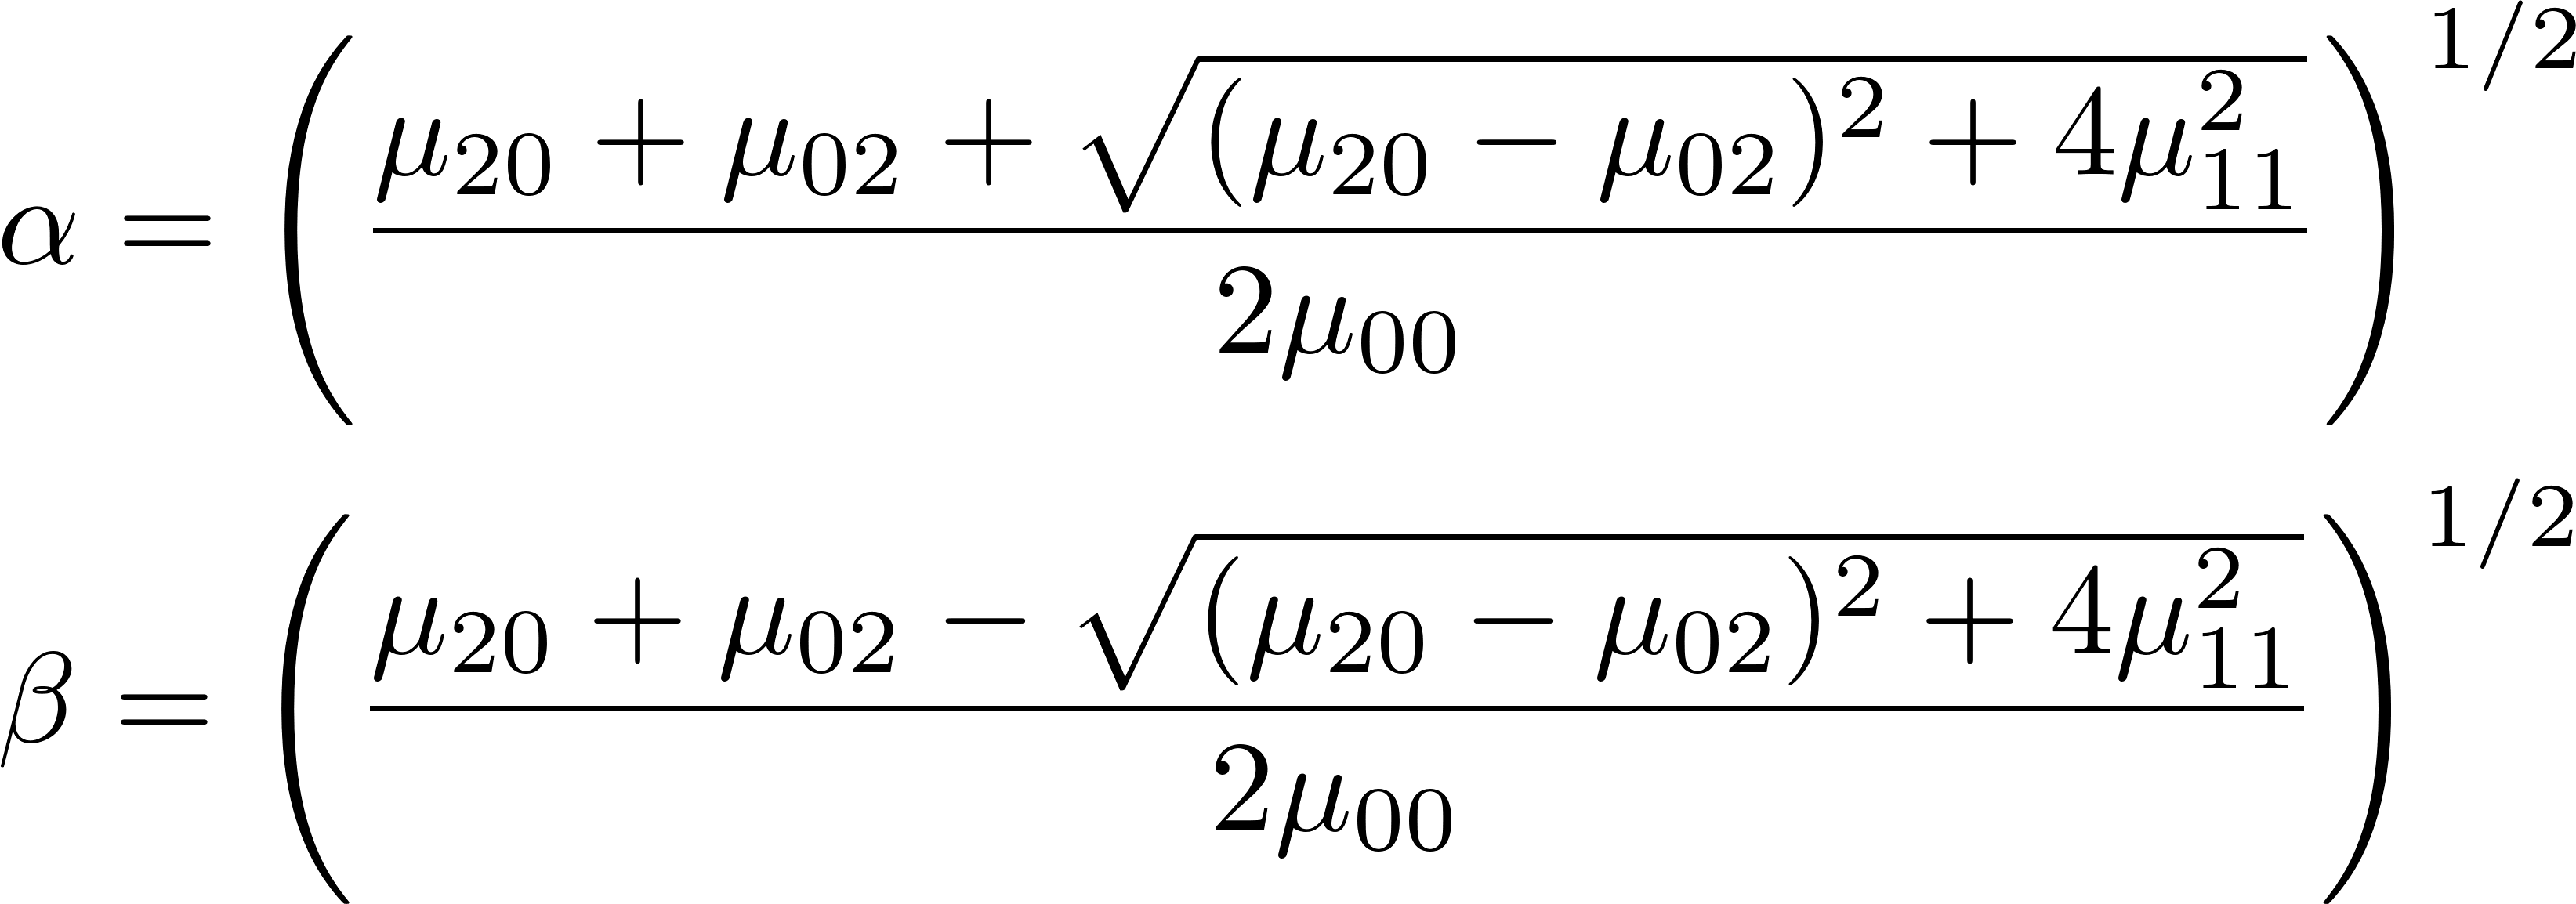 α = ( (μ₂₀ + μ₀₂ + √((μ₂₀ − μ₀₂)² + 4μ₁₁²)) / (2μ₀₀) )^(1/2)
β = ( (μ₂₀ + μ₀₂ − √((μ₂₀ − μ₀₂)² + 4μ₁₁²)) / (2μ₀₀) )^(1/2)